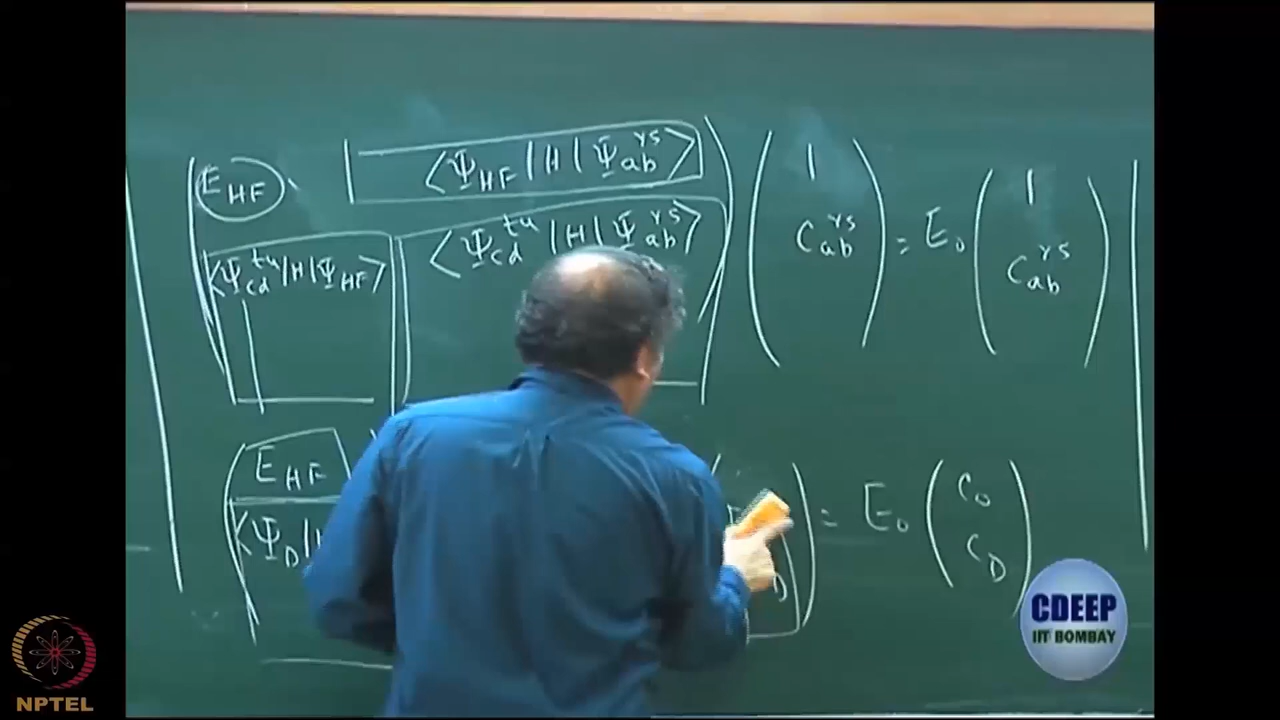 E_HF ⟨Ψ_HF|H|Ψ_ab^rs⟩ 1 = E_0 1
⟨Ψ_cd^tu|H|Ψ_HF⟩ ⟨Ψ_cd^tu|H|Ψ_ab^rs⟩ C_ab^rs C_ab^rs
E_HF = E_0 C_0
⟨Ψ_D|H D C_D
CDEEP
IIT BOMBAY
NPTEL